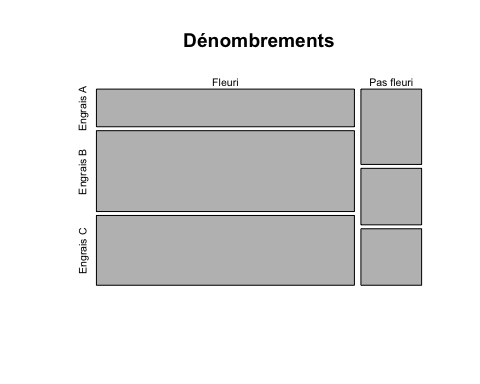 Dénombrements
Fleuri
Pas fleuri
Engrais A
Engrais B
Engrais C